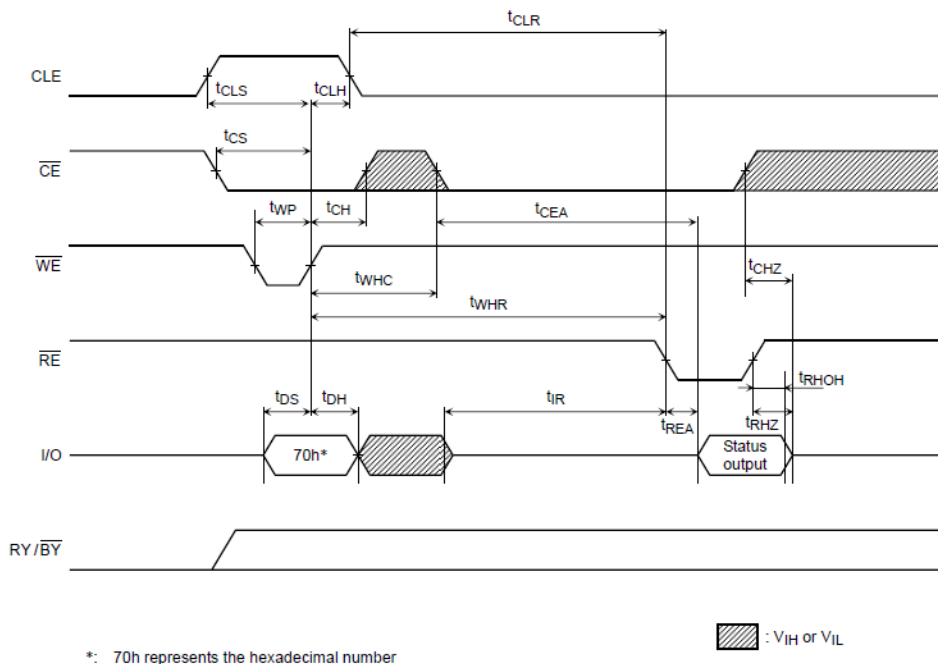 tCLR
CLE
tCLS tCLH
tCS
CE
tWP tCH tCEA
WE
tCHZ
tWHC
tWHR
RE
tRHOH
tDS tDH tIR
tREA tRHZ
I/O 70h* Status output
RY/BY
: VIH or VIL
*: 70h represents the hexadecimal number